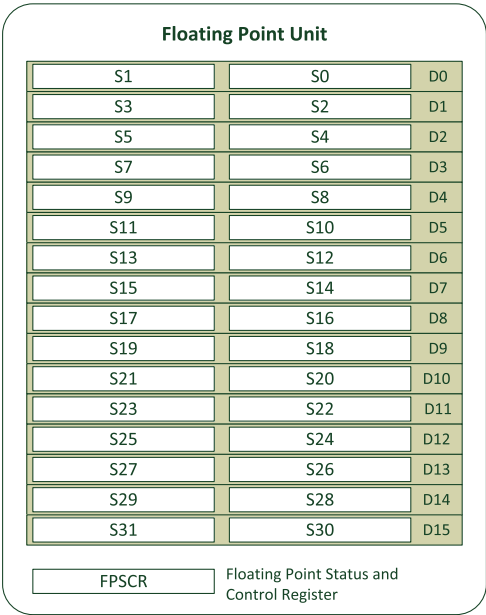 Floating Point Unit
S1 S0 D0
S3 S2 D1
S5 S4 D2
S7 S6 D3
S9 S8 D4
S11 S10 D5
S13 S12 D6
S15 S14 D7
S17 S16 D8
S19 S18 D9
S21 S20 D10
S23 S22 D11
S25 S24 D12
S27 S26 D13
S29 S28 D14
S31 S30 D15
FPSCR
Floating Point Status and
Control Register